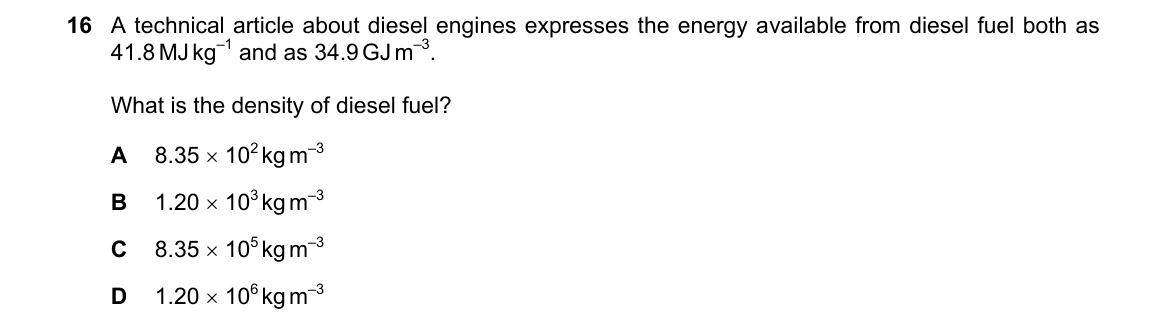 16 A technical article about diesel engines expresses the energy available from diesel fuel both as
41.8 MJ kg⁻¹ and as 34.9 GJ m⁻³.
What is the density of diesel fuel?
A 8.35 × 10² kg m⁻³
B 1.20 × 10³ kg m⁻³
C 8.35 × 10⁵ kg m⁻³
D 1.20 × 10⁶ kg m⁻³